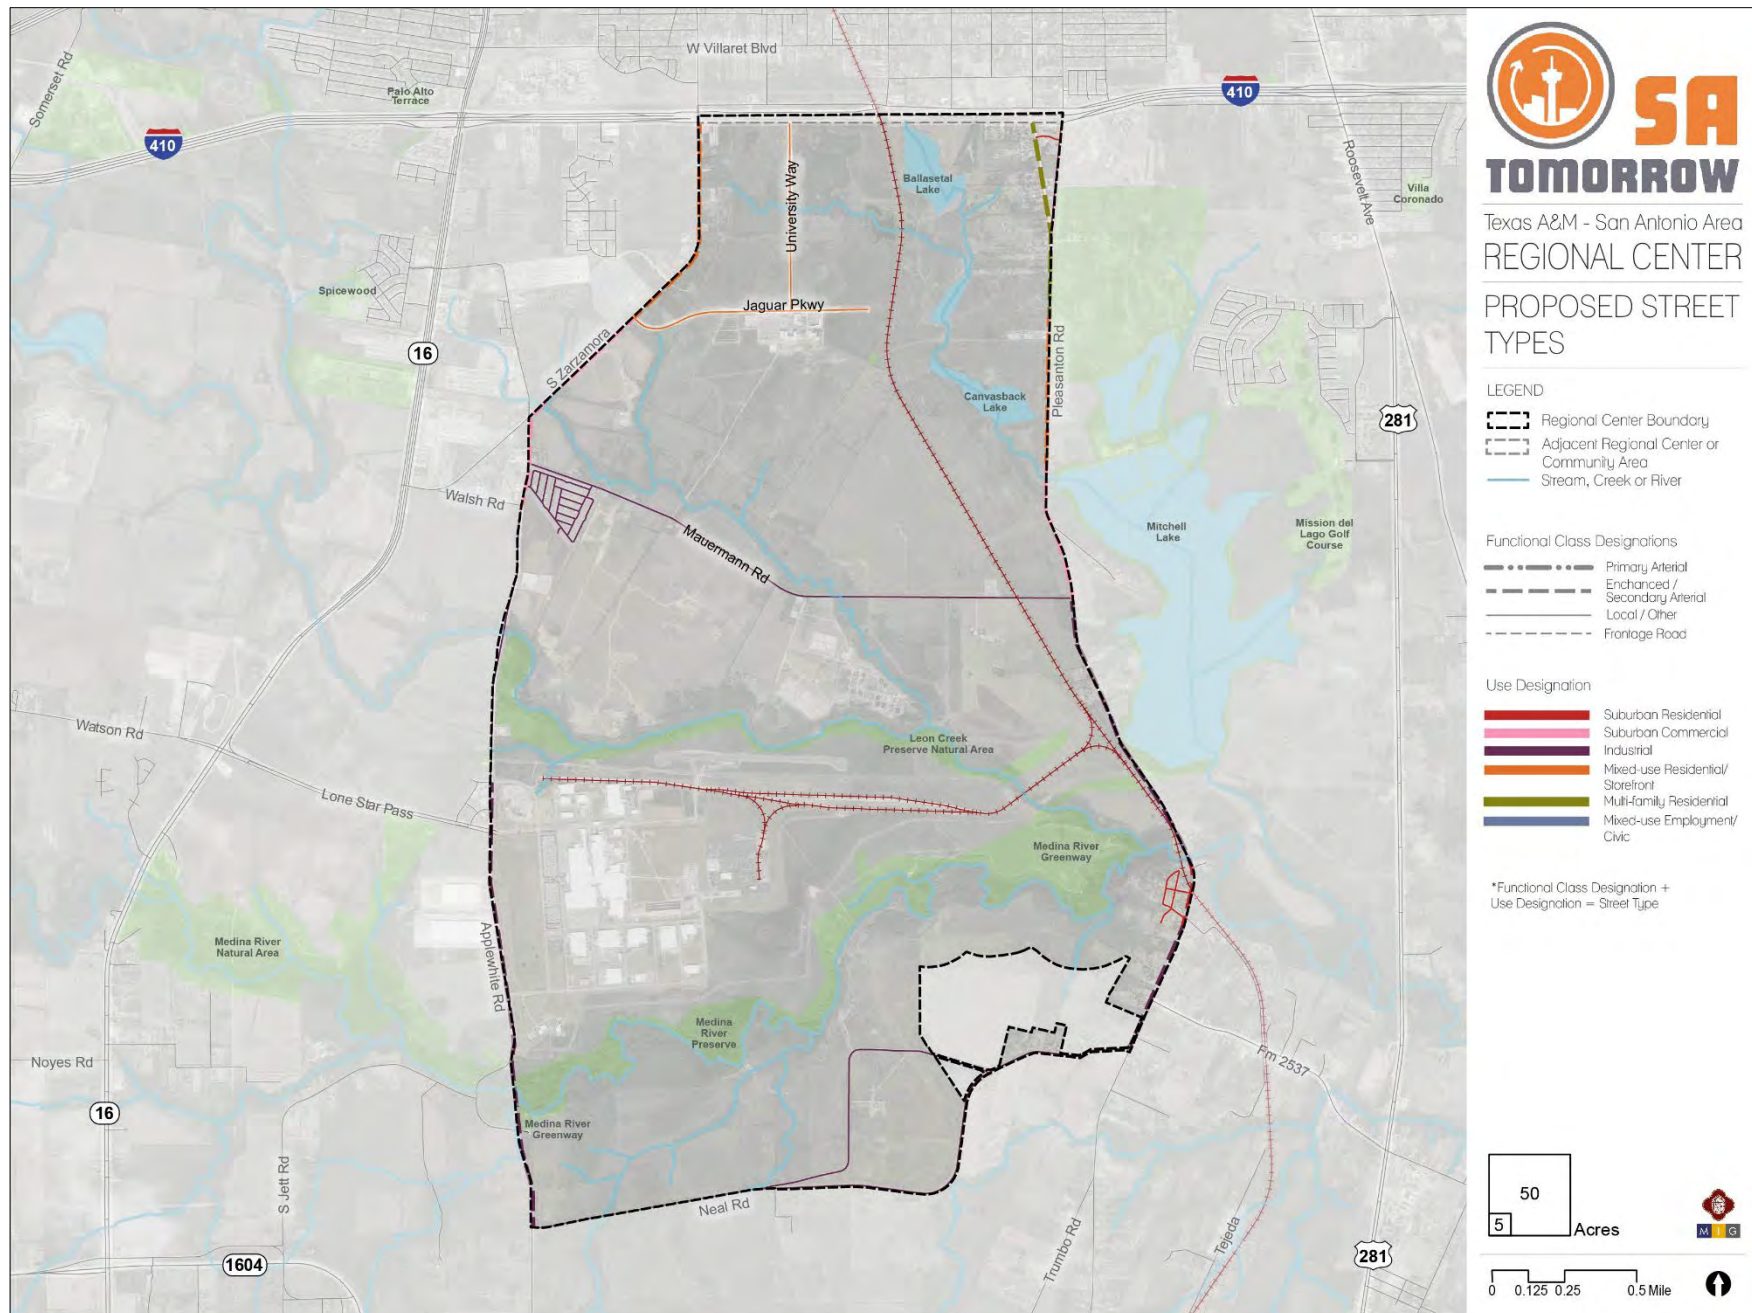 W Villaret Blvd
Somerset Rd
Palo Alto
Terrace
410
410
Roosevelt Ave
Villa
Coronado
Ballasetal
Lake
University Way
Spicewood
Jaguar Pkwy
S Zarzamora
16
Pleasanton Rd
Canvasback
Lake
281
Walsh Rd
Mauermann Rd
Mitchell
Lake
Mission del
Lago Golf
Course
Watson Rd
Leon Creek
Preserve Natural Area
Lone Star Pass
Medina River
Greenway
Medina River
Natural Area
Applewhite Rd
Medina
River
Preserve
Noyes Rd
Fm 2537
16
Medina River
Greenway
S Jett Rd
Neal Rd
Trumbo Rd
Tejeda
1604
281
SA
TOMORROW
Texas A&M - San Antonio Area
REGIONAL CENTER
PROPOSED STREET
TYPES
LEGEND
Regional Center Boundary
Adjacent Regional Center or
Community Area
Stream, Creek or River
Functional Class Designations
Primary Arterial
Enchanced /
Secondary Arterial
Local / Other
Frontage Road
Use Designation
Suburban Residential
Suburban Commercial
Industrial
Mixed-use Residential/
Storefront
Multi-family Residential
Mixed-use Employment/
Civic
*Functional Class Designation +
Use Designation = Street Type
50
5
Acres
M I G
0 0.125 0.25 0.5 Mile